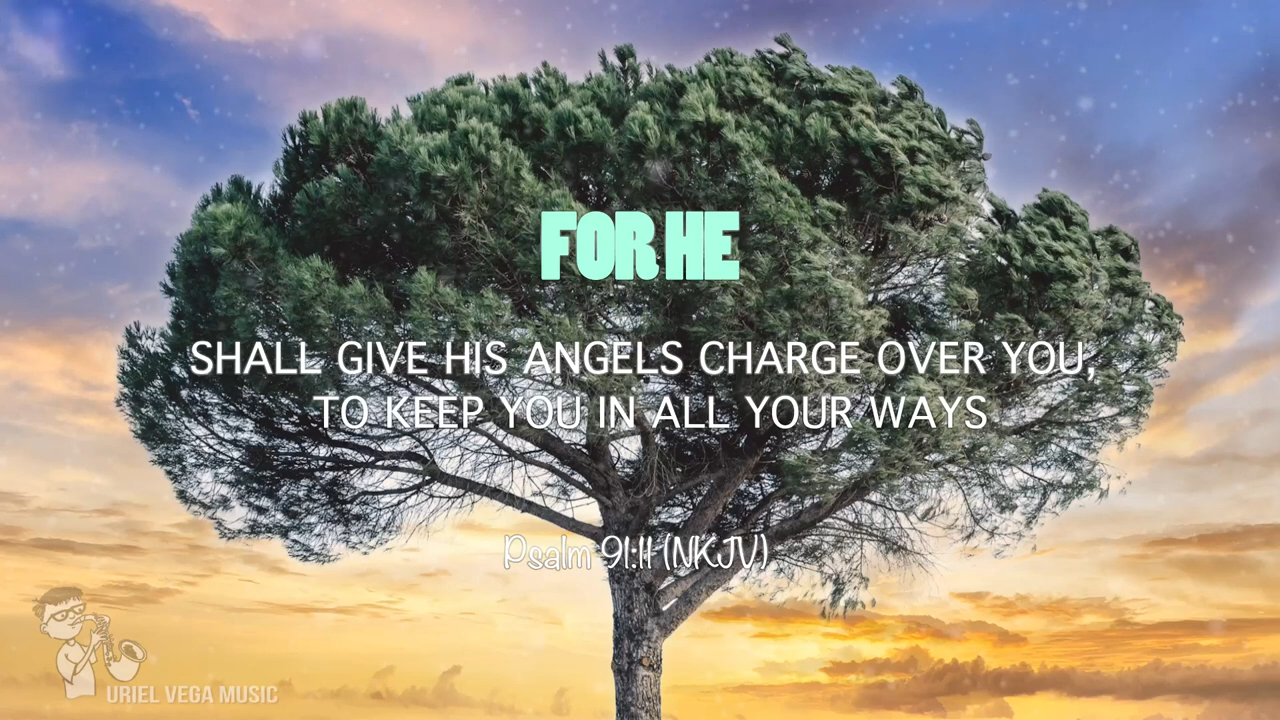 FOR HE
SHALL GIVE HIS ANGELS CHARGE OVER YOU,
TO KEEP YOU IN ALL YOUR WAYS
Psalm 91:11 (NKJV)
URIEL VEGA MUSIC